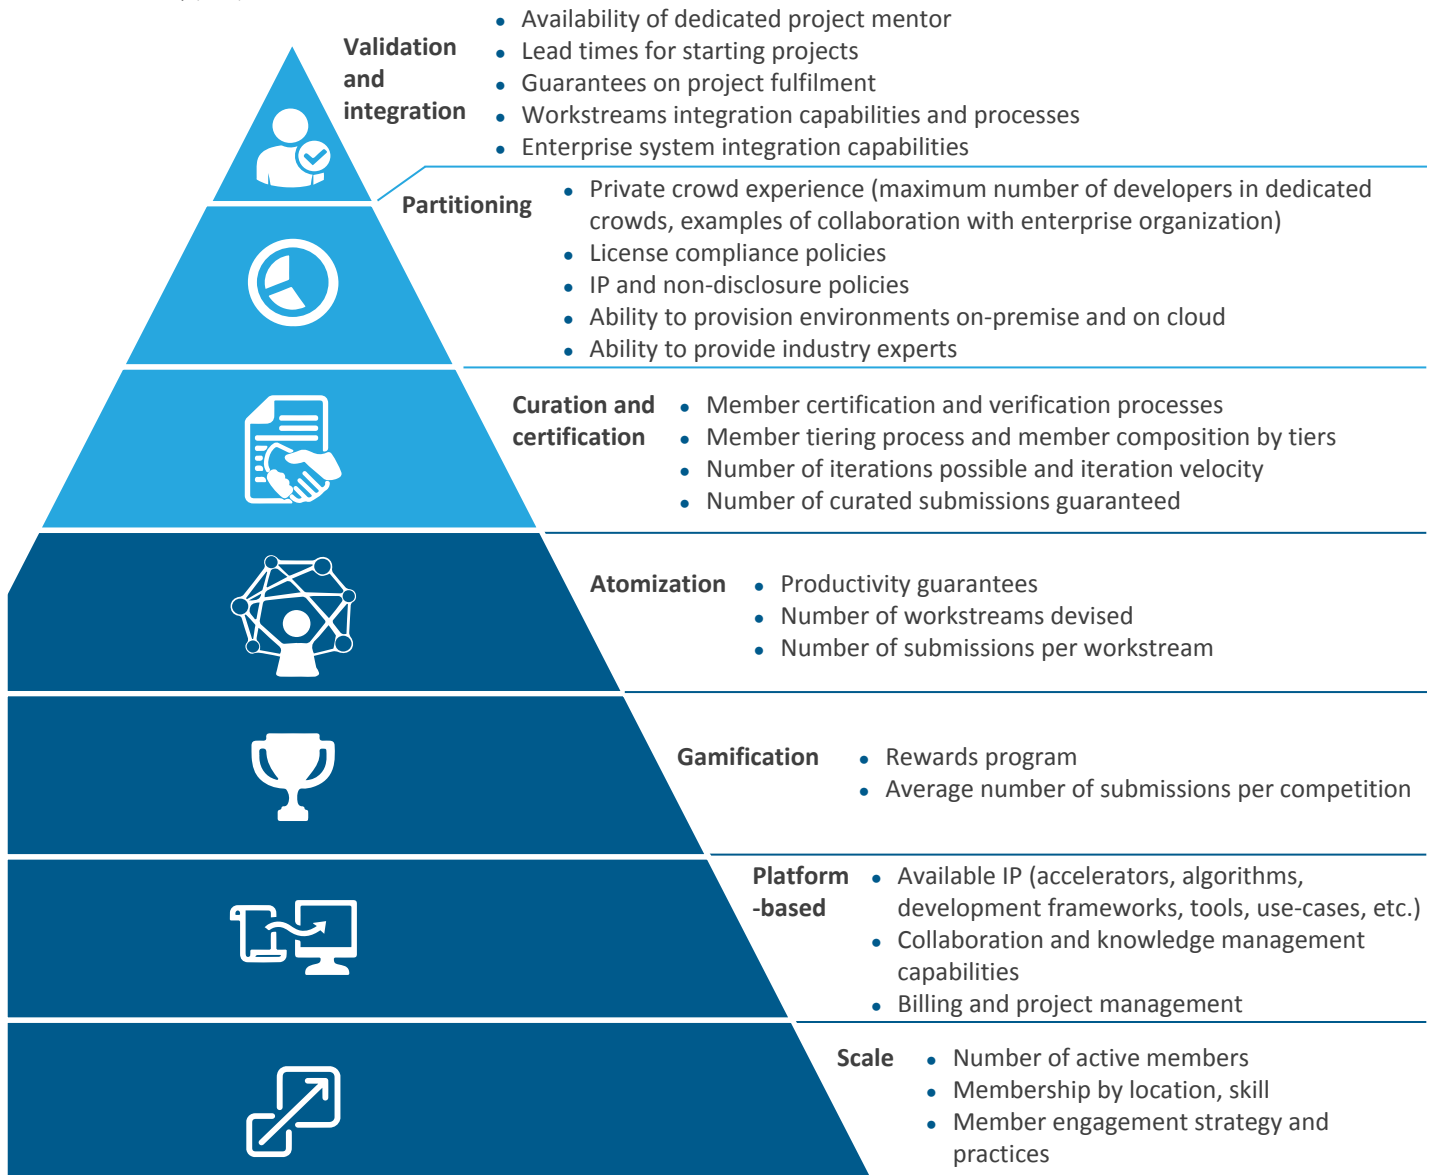 Validation
and
integration
• Availability of dedicated project mentor
• Lead times for starting projects
• Guarantees on project fulfilment
• Workstreams integration capabilities and processes
• Enterprise system integration capabilities
Partitioning
• Private crowd experience (maximum number of developers in dedicated
crowds, examples of collaboration with enterprise organization)
• License compliance policies
• IP and non-disclosure policies
• Ability to provision environments on-premise and on cloud
• Ability to provide industry experts
Curation and
certification
• Member certification and verification processes
• Member tiering process and member composition by tiers
• Number of iterations possible and iteration velocity
• Number of curated submissions guaranteed
Atomization
• Productivity guarantees
• Number of workstreams devised
• Number of submissions per workstream
Gamification
• Rewards program
• Average number of submissions per competition
Platform
-based
• Available IP (accelerators, algorithms,
development frameworks, tools, use-cases, etc.)
• Collaboration and knowledge management
capabilities
• Billing and project management
Scale
• Number of active members
• Membership by location, skill
• Member engagement strategy and
practices